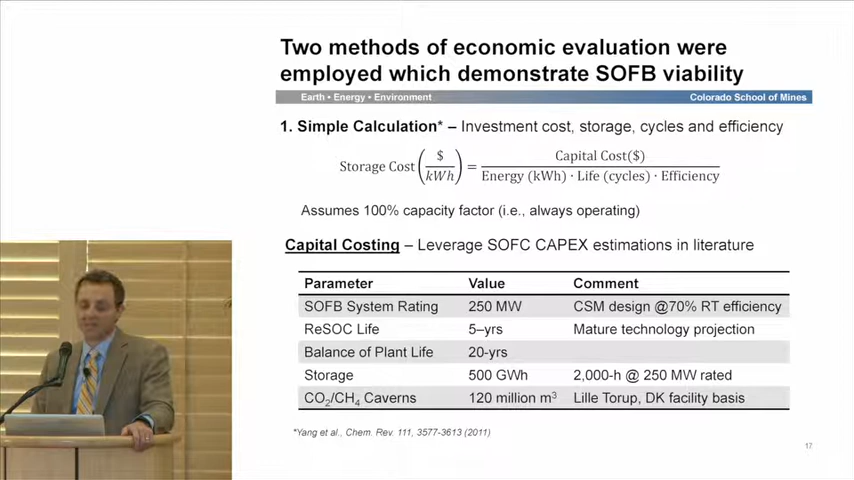 Two methods of economic evaluation were
employed which demonstrate SOFB viability
Earth • Energy • Environment Colorado School of Mines
1. Simple Calculation* – Investment cost, storage, cycles and efficiency
Storage Cost($/kWh) = Capital Cost($) / Energy (kWh) · Life (cycles) · Efficiency
Assumes 100% capacity factor (i.e., always operating)
Capital Costing – Leverage SOFC CAPEX estimations in literature
Parameter Value Comment
SOFB System Rating 250 MW CSM design @70% RT efficiency
ReSOC Life 5–yrs Mature technology projection
Balance of Plant Life 20-yrs
Storage 500 GWh 2,000-h @ 250 MW rated
CO₂/CH₄ Caverns 120 million m³ Lille Torup, DK facility basis
*Yang et al., Chem. Rev. 111, 3577-3613 (2011)
17